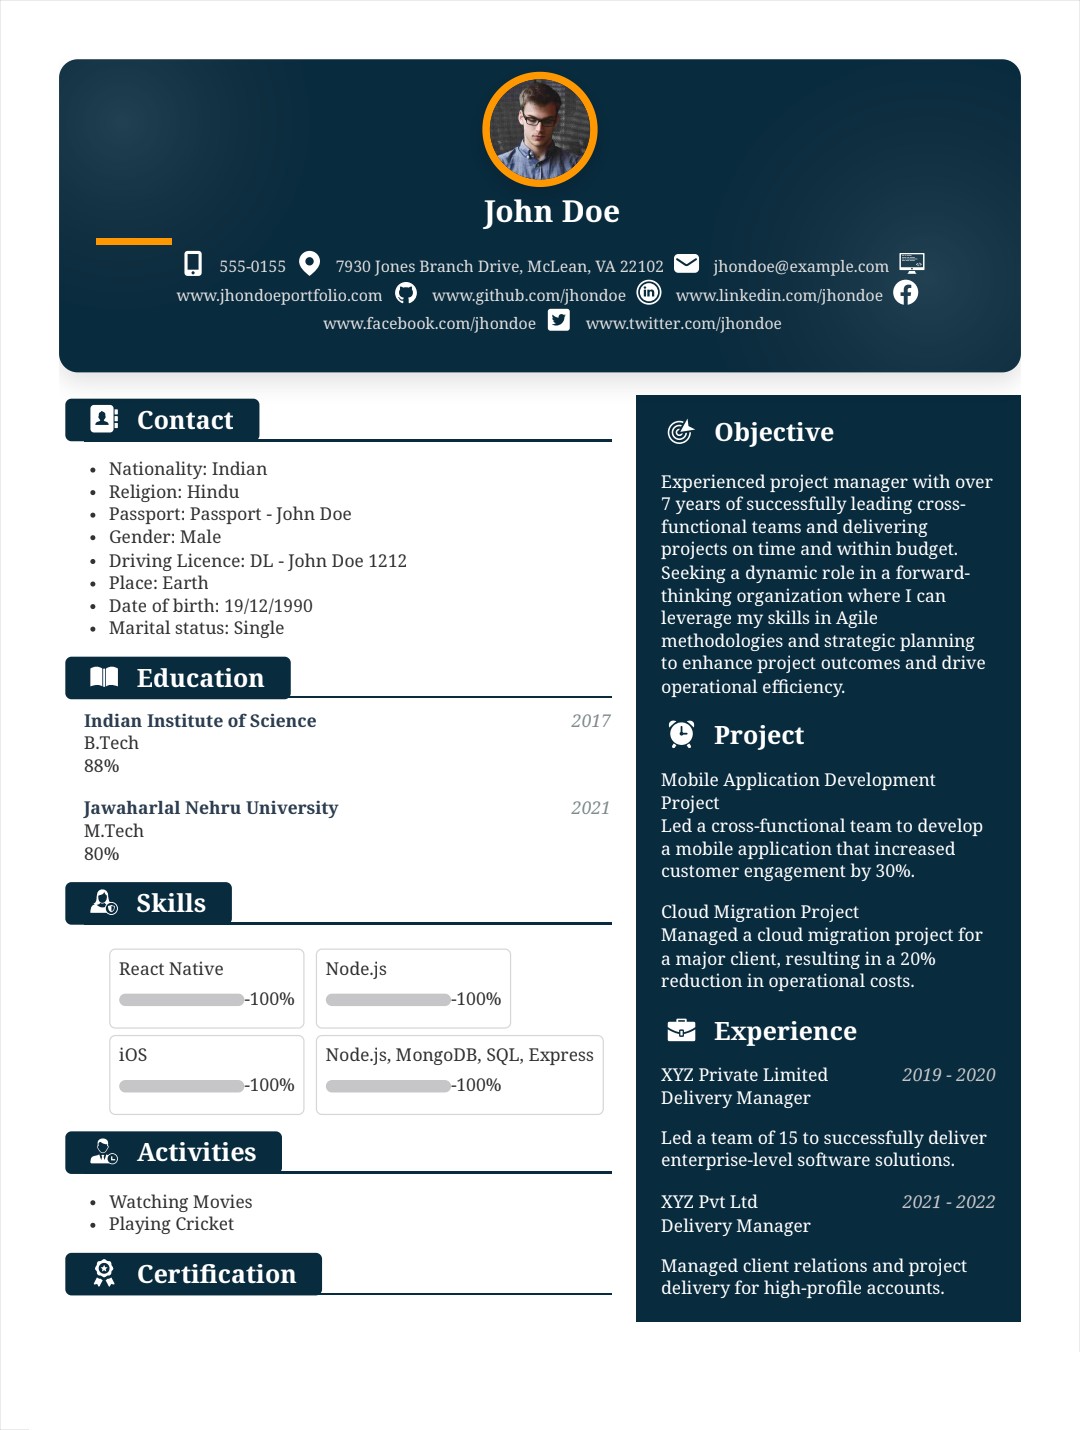 John Doe
555-0155 7930 Jones Branch Drive, McLean, VA 22102 jhondoe@example.com
www.jhondoeportfolio.com www.github.com/jhondoe www.linkedin.com/jhondoe
www.facebook.com/jhondoe www.twitter.com/jhondoe
Contact
• Nationality: Indian
• Religion: Hindu
• Passport: Passport - John Doe
• Gender: Male
• Driving Licence: DL - John Doe 1212
• Place: Earth
• Date of birth: 19/12/1990
• Marital status: Single
Education
Indian Institute of Science 2017
B.Tech
88%
Jawaharlal Nehru University 2021
M.Tech
80%
Skills
React Native
-100%
Node.js
-100%
iOS
-100%
Node.js, MongoDB, SQL, Express
-100%
Activities
• Watching Movies
• Playing Cricket
Certification
Objective
Experienced project manager with over
7 years of successfully leading cross-
functional teams and delivering
projects on time and within budget.
Seeking a dynamic role in a forward-
thinking organization where I can
leverage my skills in Agile
methodologies and strategic planning
to enhance project outcomes and drive
operational efficiency.
Project
Mobile Application Development
Project
Led a cross-functional team to develop
a mobile application that increased
customer engagement by 30%.
Cloud Migration Project
Managed a cloud migration project for
a major client, resulting in a 20%
reduction in operational costs.
Experience
XYZ Private Limited 2019 - 2020
Delivery Manager
Led a team of 15 to successfully deliver
enterprise-level software solutions.
XYZ Pvt Ltd 2021 - 2022
Delivery Manager
Managed client relations and project
delivery for high-profile accounts.